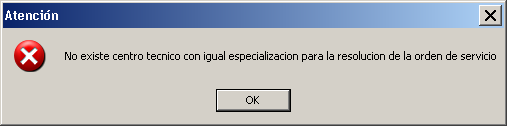 Atención
No existe centro tecnico con igual especializacion para la resolucion de la orden de servicio
OK